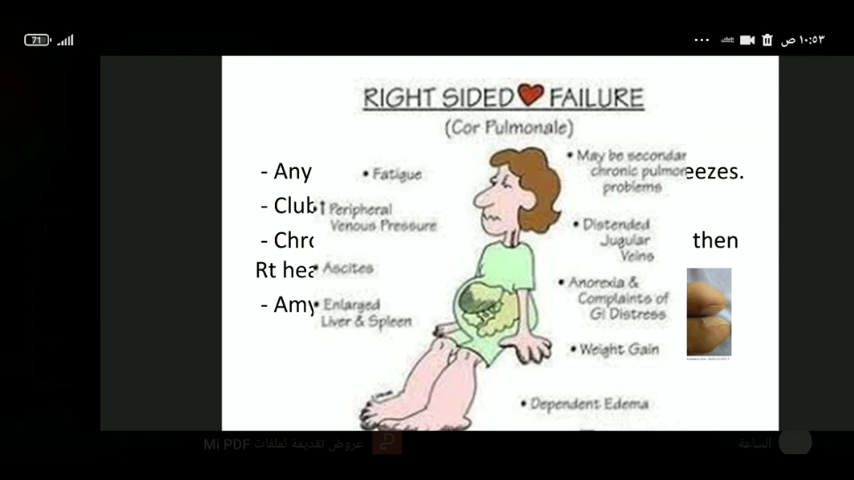 71
١٠:٥٣ ص
RIGHT SIDED FAILURE
(Cor Pulmonale)
• May be secondar
chronic pulmon
problems
- Any
• Fatigue
eezes.
- Club
↑ Peripheral
Venous Pressure
• Distended
Jugular
Veins
- Chro
then
Rt hea
• Ascites
• Anorexia &
Complaints of
GI Distress
- Amy
• Enlarged
Liver & Spleen
• Weight Gain
• Dependent Edema
عروض تقديمة لملفات Mi PDF
الساعة